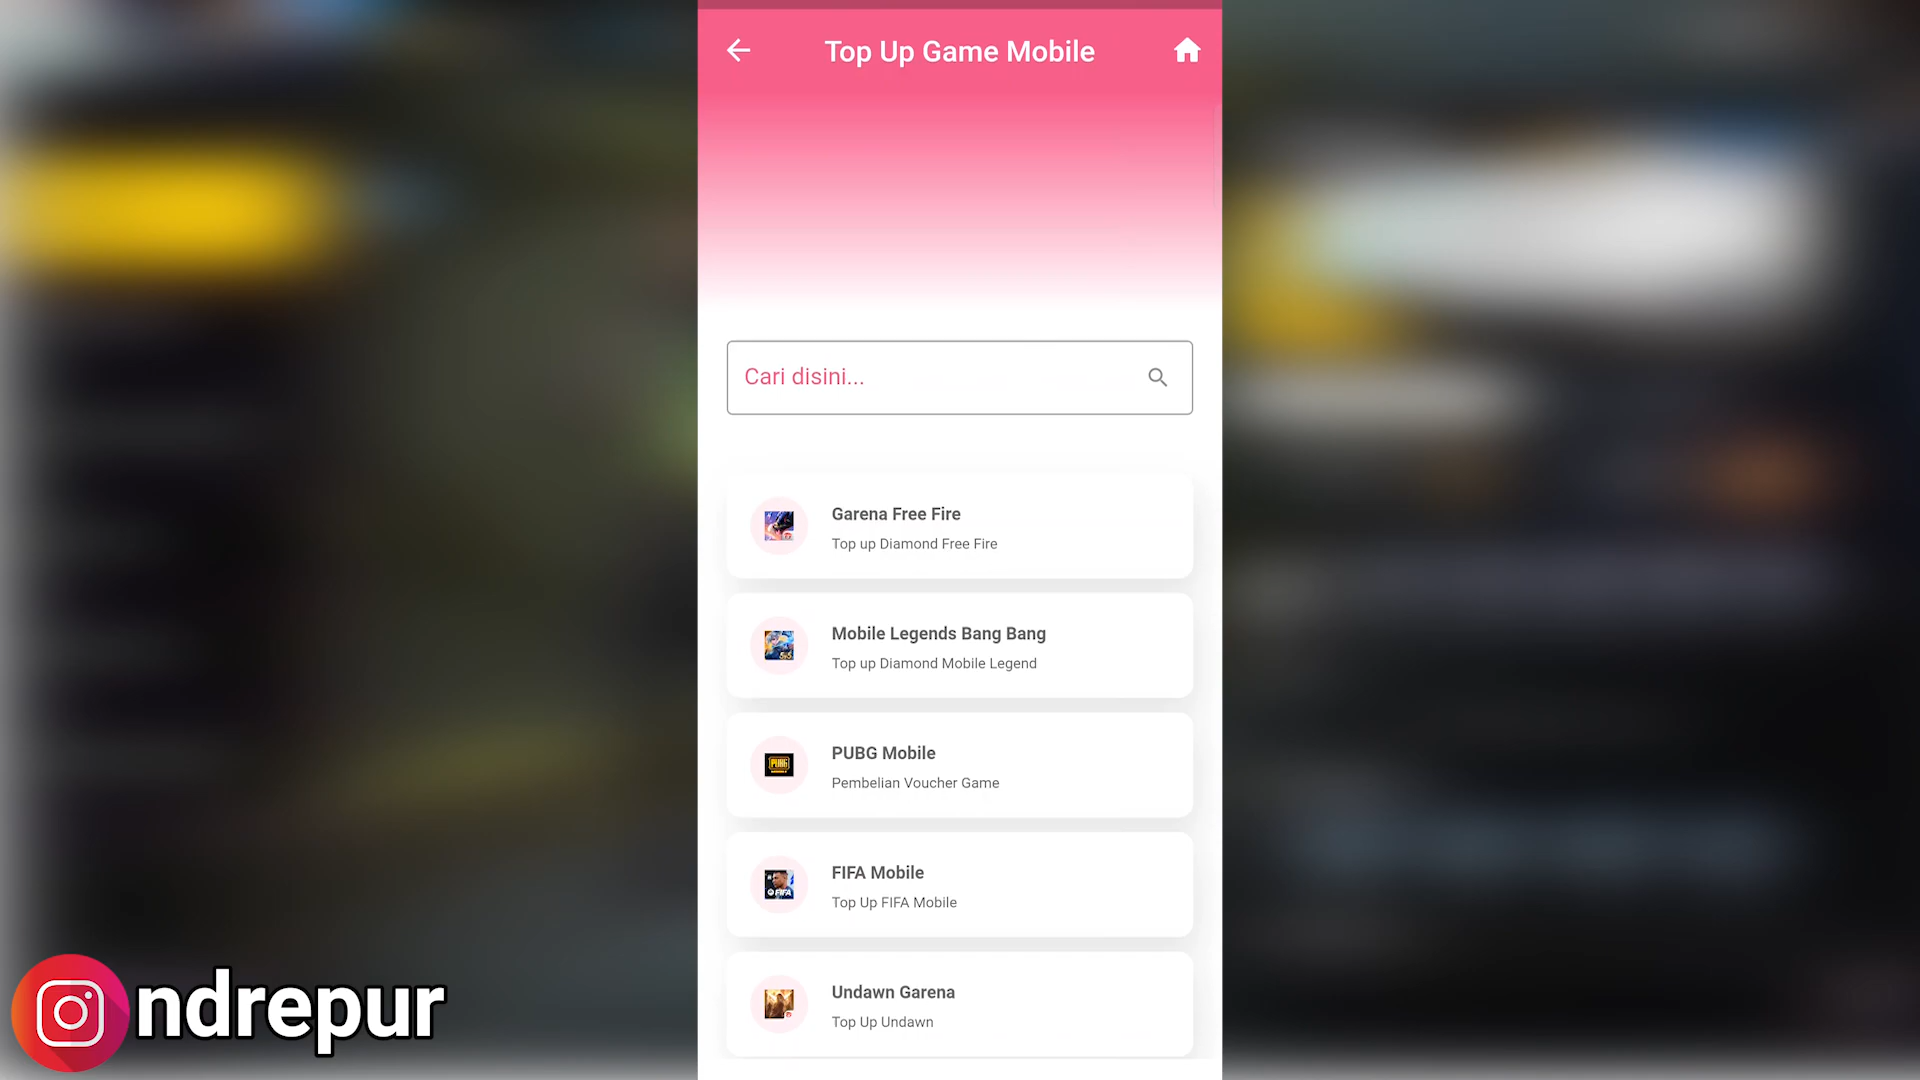 Top Up Game Mobile
Cari disini...
Garena Free Fire
Top up Diamond Free Fire
Mobile Legends Bang Bang
Top up Diamond Mobile Legend
PUBG
PUBG Mobile
Pembelian Voucher Game
FIFA
FIFA Mobile
Top Up FIFA Mobile
Undawn Garena
Top Up Undawn
ndrepur